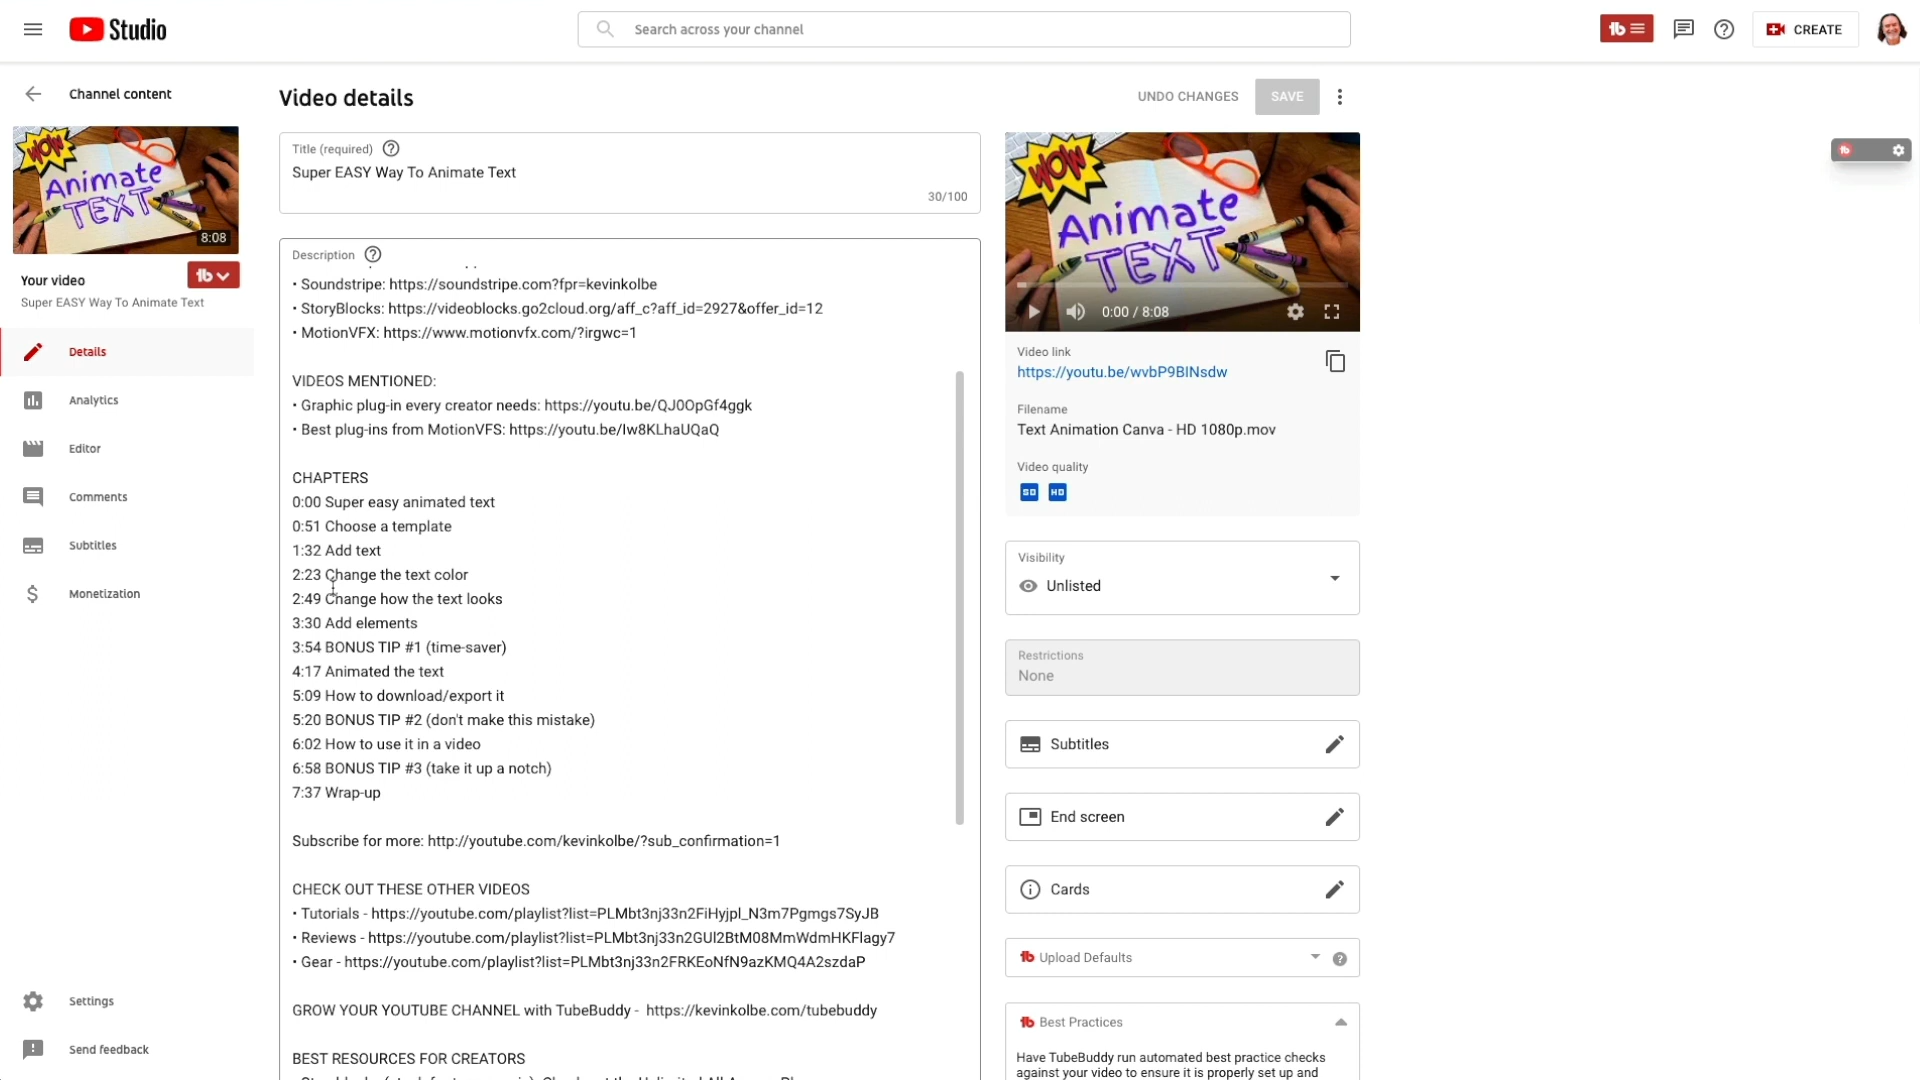 Studio
Search across your channel
CREATE
Channel content
WOW
Animate
TEXT
8:08
Your video
Super EASY Way To Animate Text
Details
Analytics
Editor
Comments
Subtitles
Monetization
Settings
Send feedback
Video details
UNDO CHANGES
SAVE
Title (required)
Super EASY Way To Animate Text
30/100
Description
• Soundstripe: https://soundstripe.com?fpr=kevinkolbe
• StoryBlocks: https://videoblocks.go2cloud.org/aff_c?aff_id=2927&offer_id=12
• MotionVFX: https://www.motionvfx.com/?irgwc=1
VIDEOS MENTIONED:
• Graphic plug-in every creator needs: https://youtu.be/QJ0OpGf4ggk
• Best plug-ins from MotionVFS: https://youtu.be/Iw8KLhaUQaQ
CHAPTERS
0:00 Super easy animated text
0:51 Choose a template
1:32 Add text
2:23 Change the text color
2:49 Change how the text looks
3:30 Add elements
3:54 BONUS TIP #1 (time-saver)
4:17 Animated the text
5:09 How to download/export it
5:20 BONUS TIP #2 (don't make this mistake)
6:02 How to use it in a video
6:58 BONUS TIP #3 (take it up a notch)
7:37 Wrap-up
Subscribe for more: http://youtube.com/kevinkolbe/?sub_confirmation=1
CHECK OUT THESE OTHER VIDEOS
• Tutorials - https://youtube.com/playlist?list=PLMbt3nj33n2FiHyjpl_N3m7Pgmgs7SyJB
• Reviews - https://youtube.com/playlist?list=PLMbt3nj33n2GUl2BtM08MmWdmHKFlagy7
• Gear - https://youtube.com/playlist?list=PLMbt3nj33n2FRKEoNfN9azKMQ4A2szdaP
GROW YOUR YOUTUBE CHANNEL with TubeBuddy - https://kevinkolbe.com/tubebuddy
BEST RESOURCES FOR CREATORS
WOW
Animate
TEXT
0:00 / 8:08
Video link
https://youtu.be/wvbP9BINsdw
Filename
Text Animation Canva - HD 1080p.mov
Video quality
SD HD
Visibility
Unlisted
Restrictions
None
Subtitles
End screen
Cards
Upload Defaults
Best Practices
Have TubeBuddy run automated best practice checks
against your video to ensure it is properly set up and